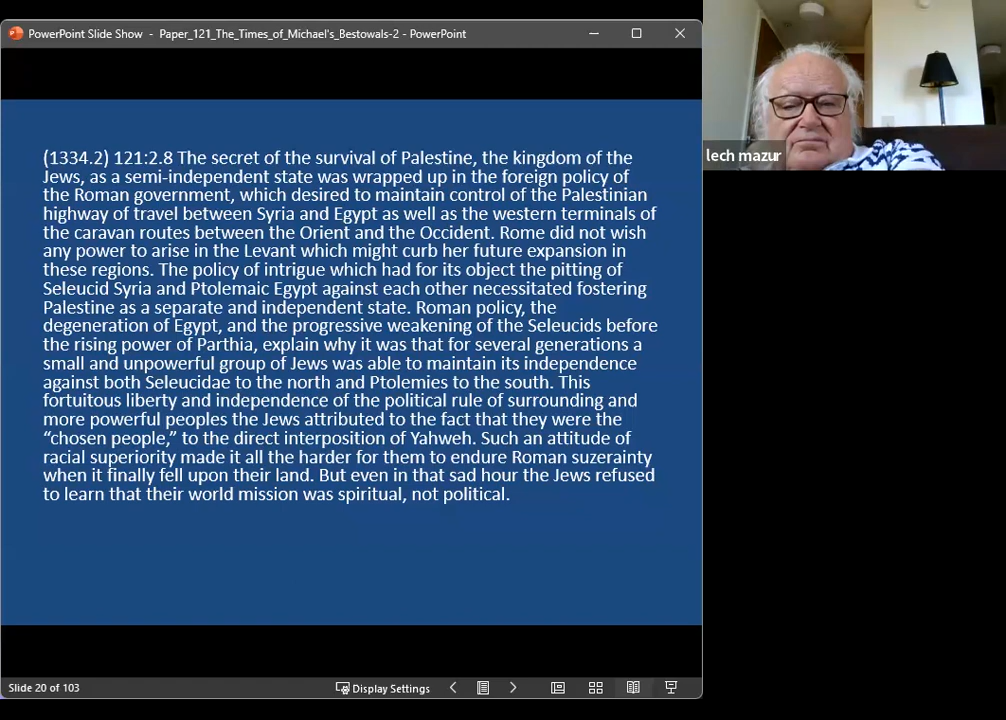 PowerPoint Slide Show - Paper_121_The_Times_of_Michael's_Bestowals-2 - PowerPoint
(1334.2) 121:2.8 The secret of the survival of Palestine, the kingdom of the
Jews, as a semi-independent state was wrapped up in the foreign policy of
the Roman government, which desired to maintain control of the Palestinian
highway of travel between Syria and Egypt as well as the western terminals of
the caravan routes between the Orient and the Occident. Rome did not wish
any power to arise in the Levant which might curb her future expansion in
these regions. The policy of intrigue which had for its object the pitting of
Seleucid Syria and Ptolemaic Egypt against each other necessitated fostering
Palestine as a separate and independent state. Roman policy, the
degeneration of Egypt, and the progressive weakening of the Seleucids before
the rising power of Parthia, explain why it was that for several generations a
small and unpowerful group of Jews was able to maintain its independence
against both Seleucidae to the north and Ptolemies to the south. This
fortuitous liberty and independence of the political rule of surrounding and
more powerful peoples the Jews attributed to the fact that they were the
“chosen people,” to the direct interposition of Yahweh. Such an attitude of
racial superiority made it all the harder for them to endure Roman suzerainty
when it finally fell upon their land. But even in that sad hour the Jews refused
to learn that their world mission was spiritual, not political.
Slide 20 of 103
Display Settings
lech mazur